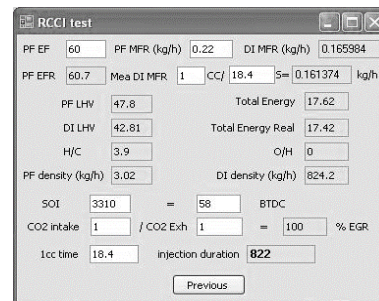 RCCI test
PF EF 60 PF MFR (kg/h) 0.22 DI MFR (kg/h) 0.165984
PF EFR 60.7 Mea DI MFR 1 CC/ 18.4 S= 0.161374 kg/h
PF LHV 47.8 Total Energy 17.62
DI LHV 42.81 Total Energy Real 17.42
H/C 3.9 O/H 0
PF density (kg/h) 3.02 DI density (kg/h) 824.2
SOI 3310 = 58 BTDC
CO2 intake 1 / CO2 Exh 1 = 100 % EGR
1cc time 18.4 injection duration 822
Previous